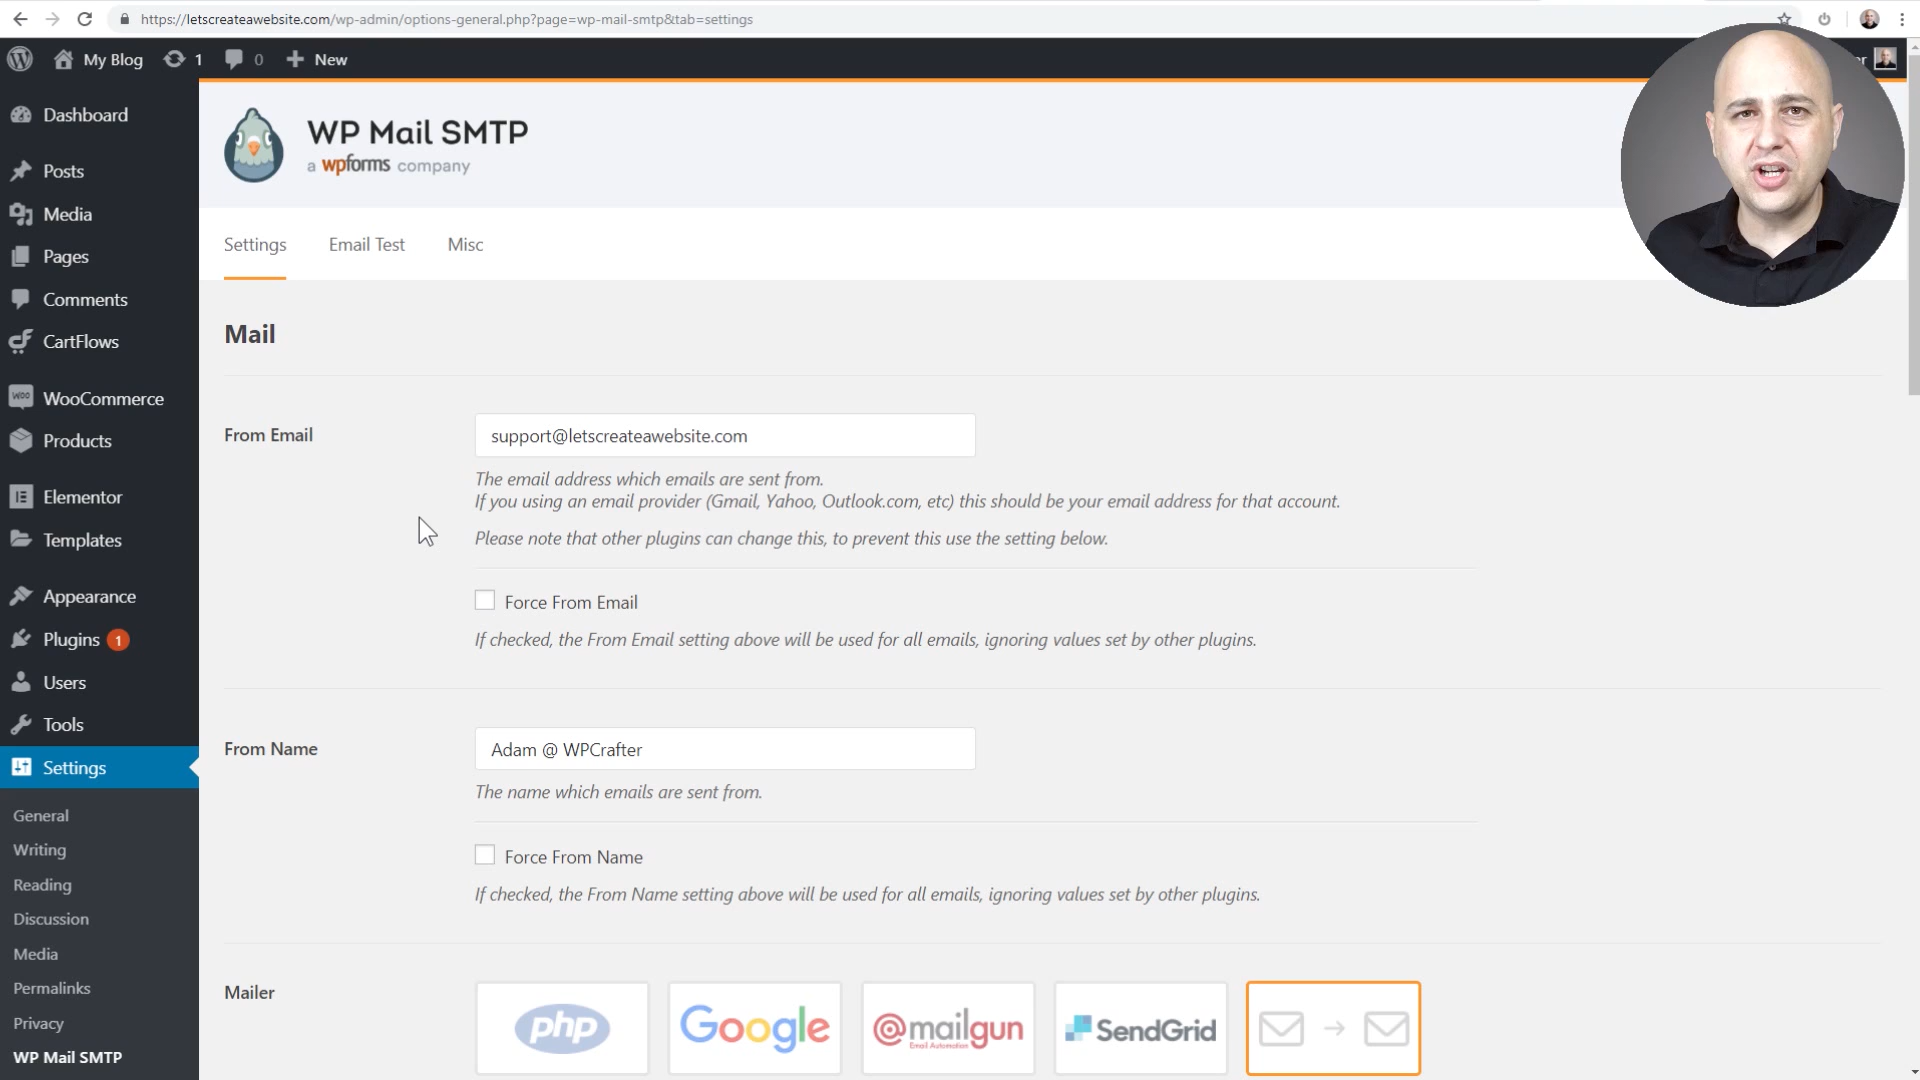 https://letscreateawebsite.com/wp-admin/options-general.php?page=wp-mail-smtp&tab=settings
My Blog 1 0 New
Dashboard
Posts
Media
Pages
Comments
CartFlows
WooCommerce
Products
Elementor
Templates
Appearance
Plugins 1
Users
Tools
Settings
General
Writing
Reading
Discussion
Media
Permalinks
Privacy
WP Mail SMTP
WP Mail SMTP
a wpforms company
Settings Email Test Misc
Mail
From Email
support@letscreateawebsite.com
The email address which emails are sent from.
If you using an email provider (Gmail, Yahoo, Outlook.com, etc) this should be your email address for that account.
Please note that other plugins can change this, to prevent this use the setting below.
Force From Email
If checked, the From Email setting above will be used for all emails, ignoring values set by other plugins.
From Name
Adam @ WPCrafter
The name which emails are sent from.
Force From Name
If checked, the From Name setting above will be used for all emails, ignoring values set by other plugins.
Mailer
php
Google
@mailgun
Email Automation
SendGrid